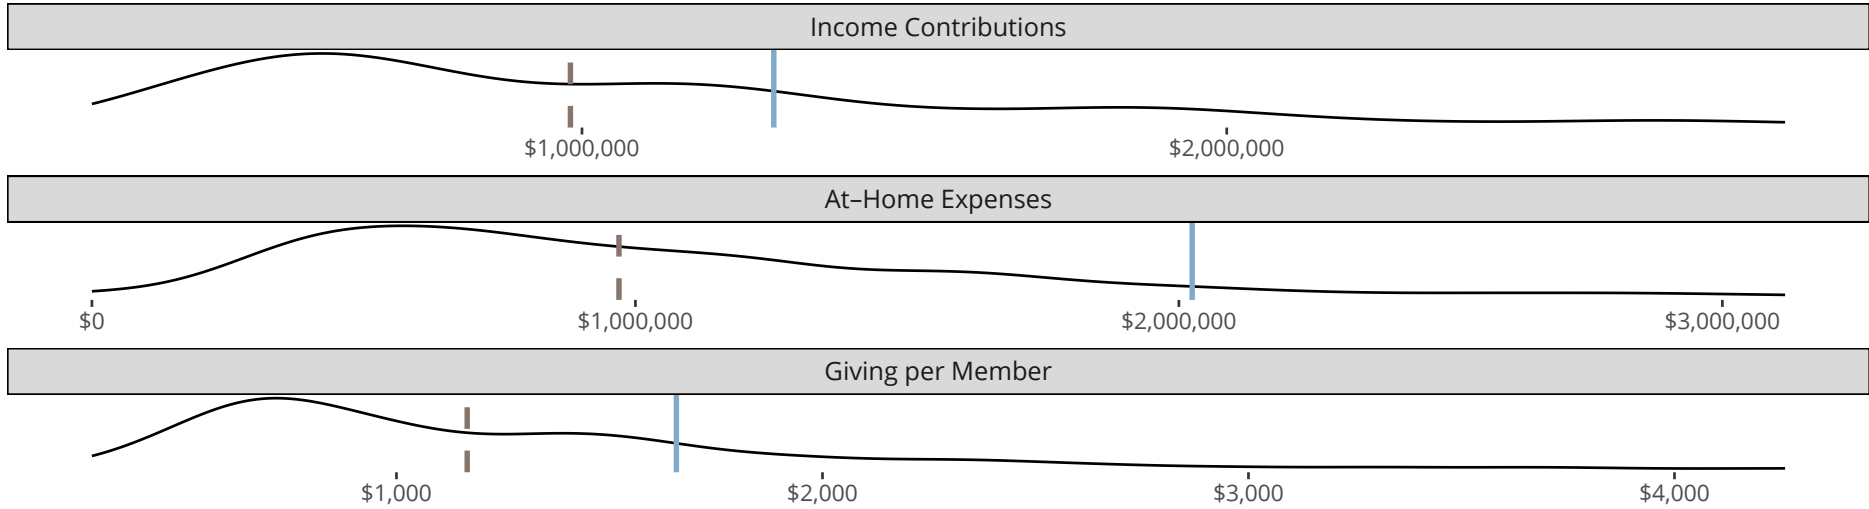 Income Contributions
$1,000,000 $2,000,000
At–Home Expenses
$0 $1,000,000 $2,000,000 $3,000,000
Giving per Member
$1,000 $2,000 $3,000 $4,000